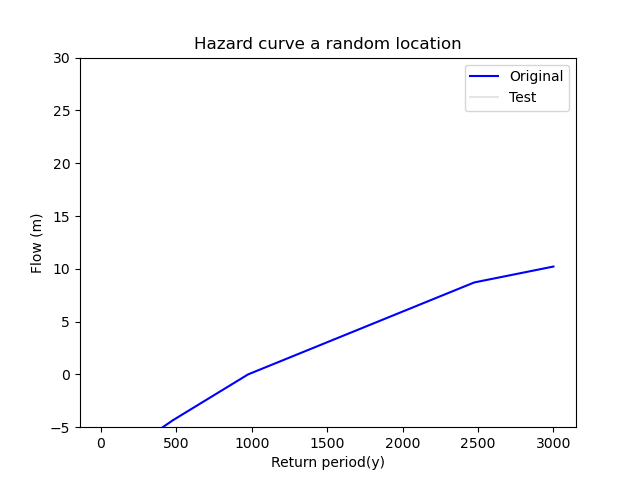 Hazard curve a random location
Original
Test
30
25
20
15
10
5
0
−5
Flow (m)
0 500 1000 1500 2000 2500 3000
Return period(y)